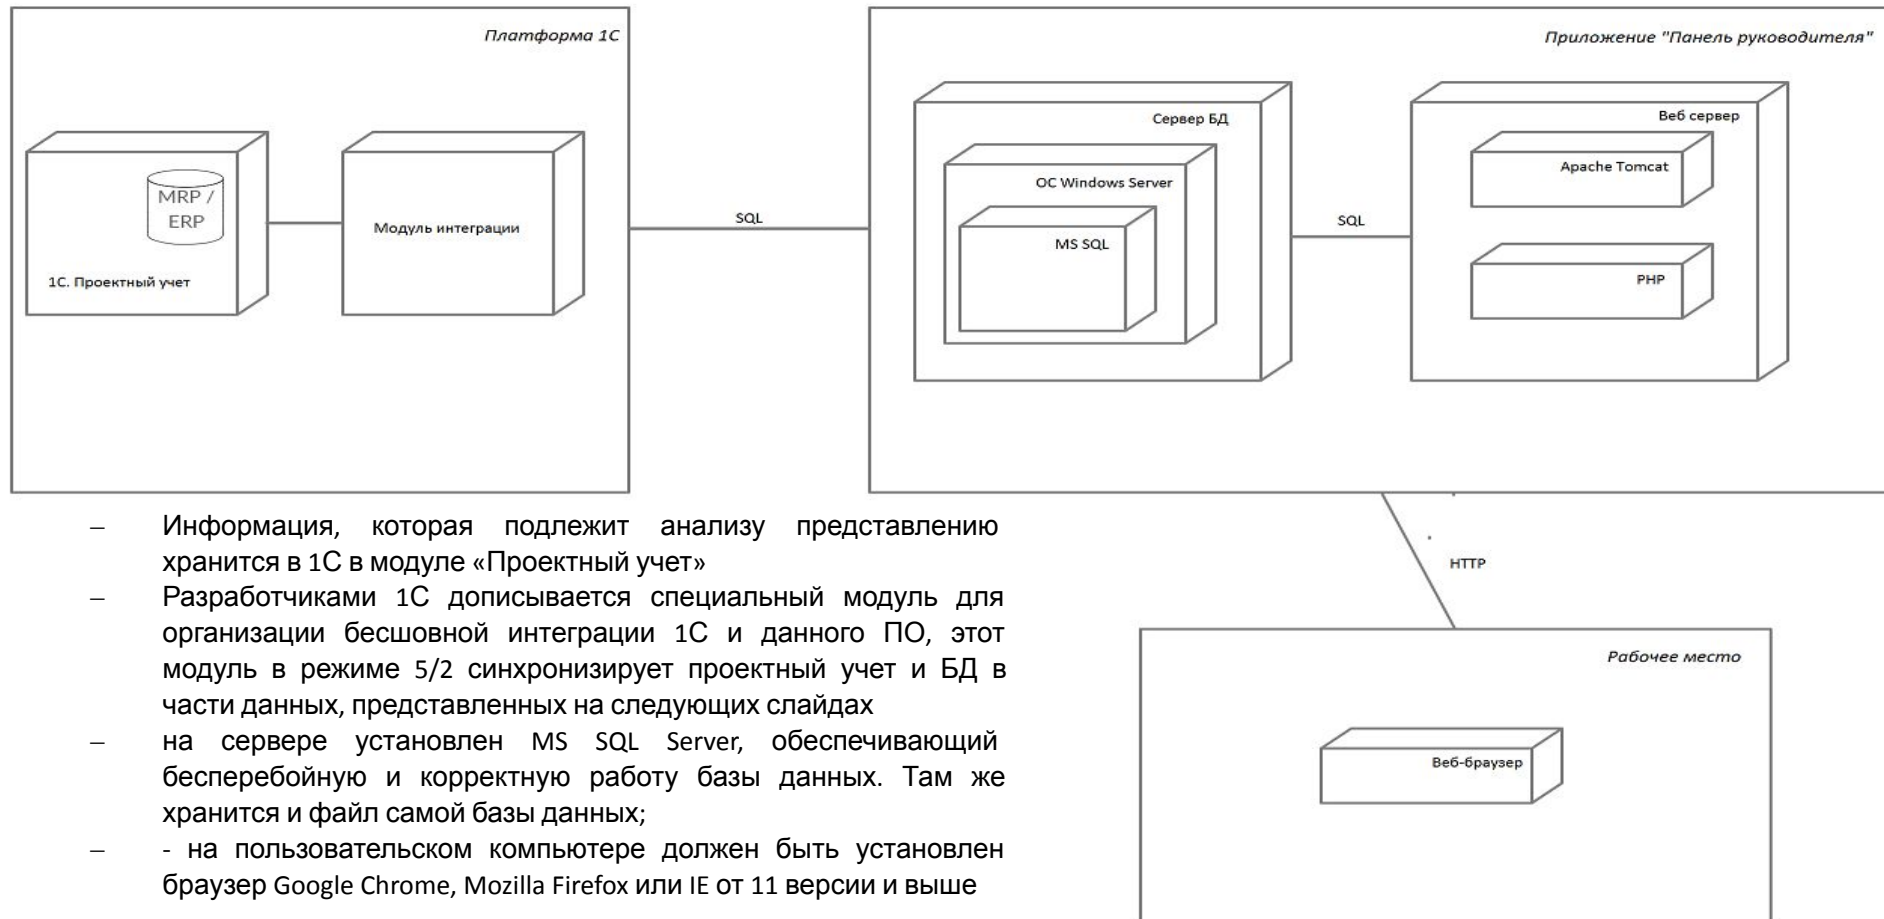 Платформа 1С
Приложение "Панель руководителя"
MRP /
ERP
1С. Проектный учет
Модуль интеграции
SQL
Сервер БД
ОС Windows Server
MS SQL
SQL
Веб сервер
Apache Tomcat
PHP
HTTP
Рабочее место
Веб-браузер
– Информация, которая подлежит анализу представлению
хранится в 1С в модуле «Проектный учет»
– Разработчиками 1С дописывается специальный модуль для
организации бесшовной интеграции 1С и данного ПО, этот
модуль в режиме 5/2 синхронизирует проектный учет и БД в
части данных, представленных на следующих слайдах
– на сервере установлен MS SQL Server, обеспечивающий
бесперебойную и корректную работу базы данных. Там же
хранится и файл самой базы данных;
– - на пользовательском компьютере должен быть установлен
браузер Google Chrome, Mozilla Firefox или IE от 11 версии и выше